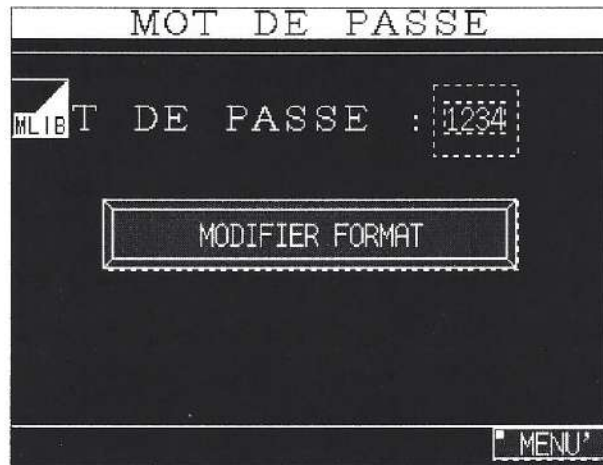 MOT DE PASSE
MLIB T DE PASSE : 1234
MODIFIER FORMAT
MENU'